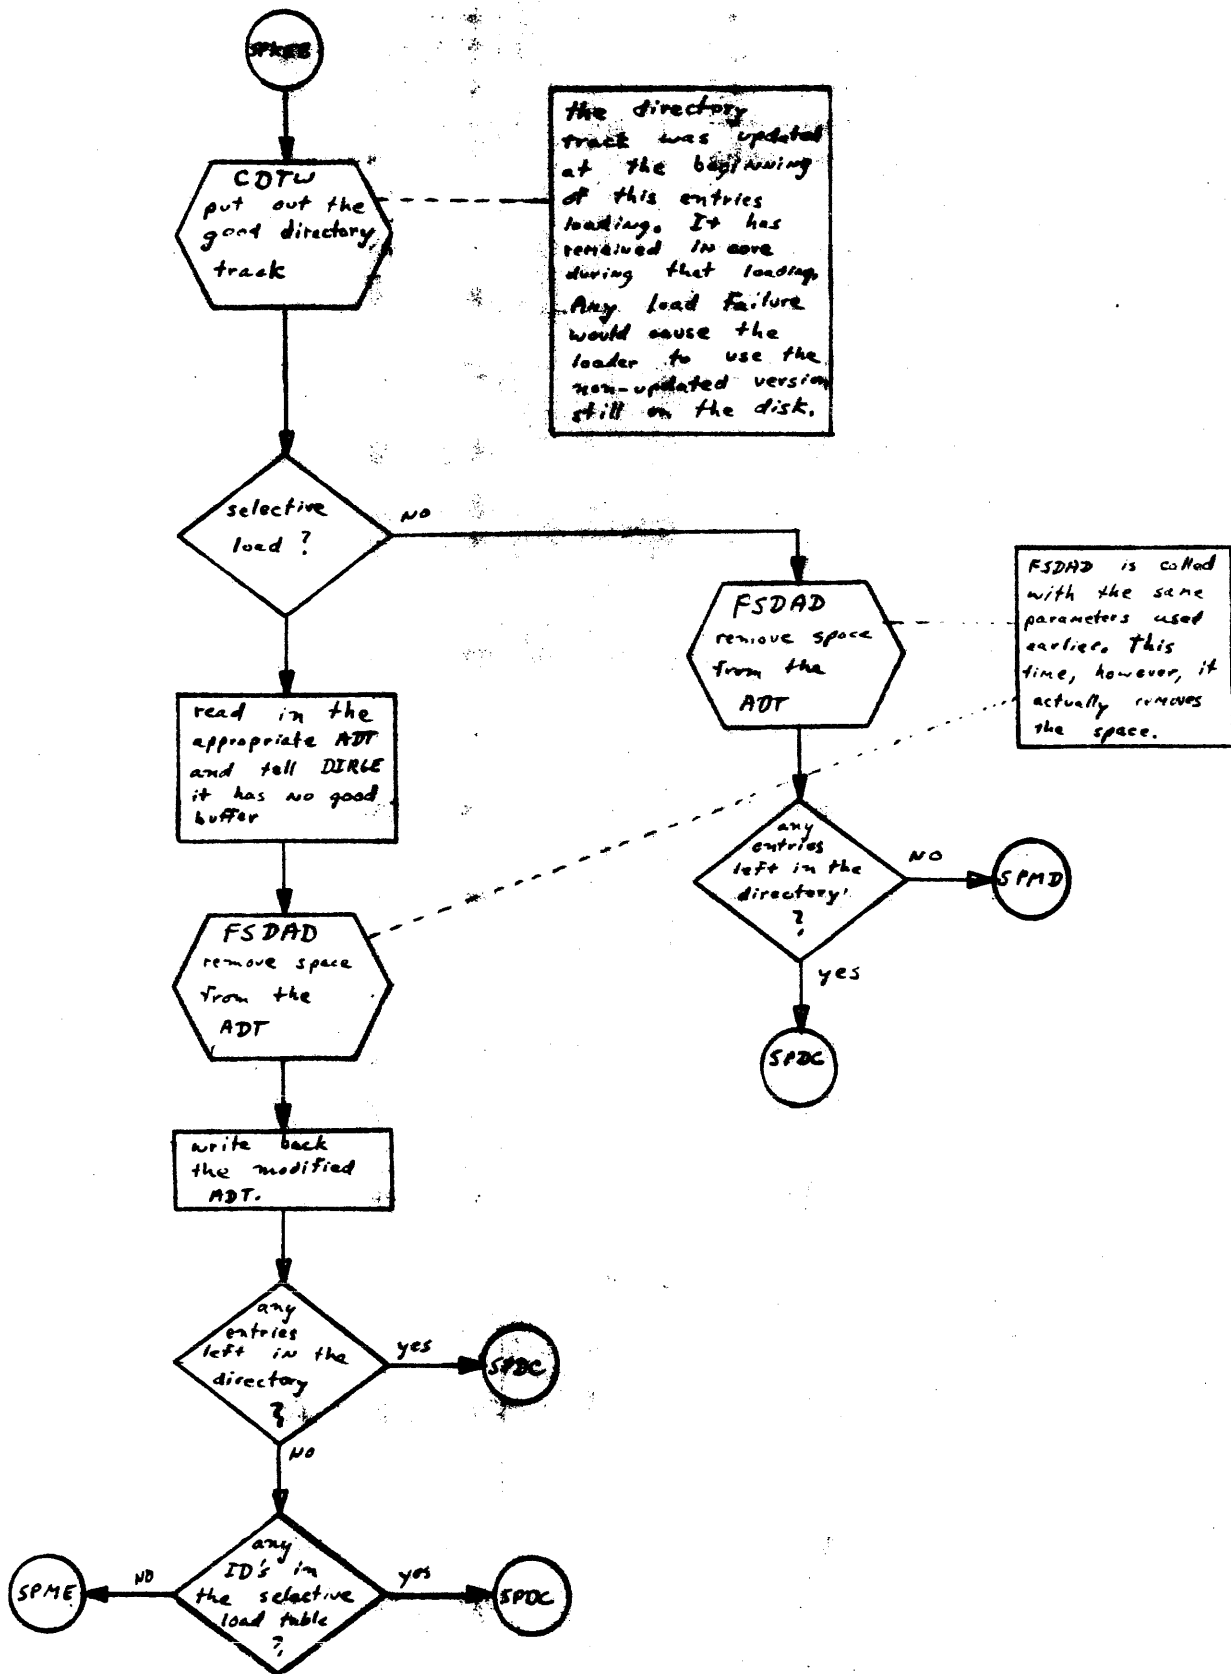 CDTW
put out the
good directory
track
the directory
track was updated
at the beginning
of this entries
loading. It has
remained in core
during that loading.
Any Load Failure
would cause the
loader to use the
non-updated version
still on the disk.
selective
load ?
NO
FSDAD
remove space
from the
ADT
FSDAD is called
with the same
parameters used
earlier. This
time, however, it
actually removes
the space.
read in the
appropriate ADT
and tell DIRGE
it has no good
buffer
any
entries
left in the
directory
?
NO
SPMD
yes
SPDC
FSDAD
remove space
from the
ADT
write back
the modified
ADT.
any
entries
left in the
directory
?
yes
SPDC
NO
any
ID's in
the selective
load table
?
NO
SPME
yes
SPDC